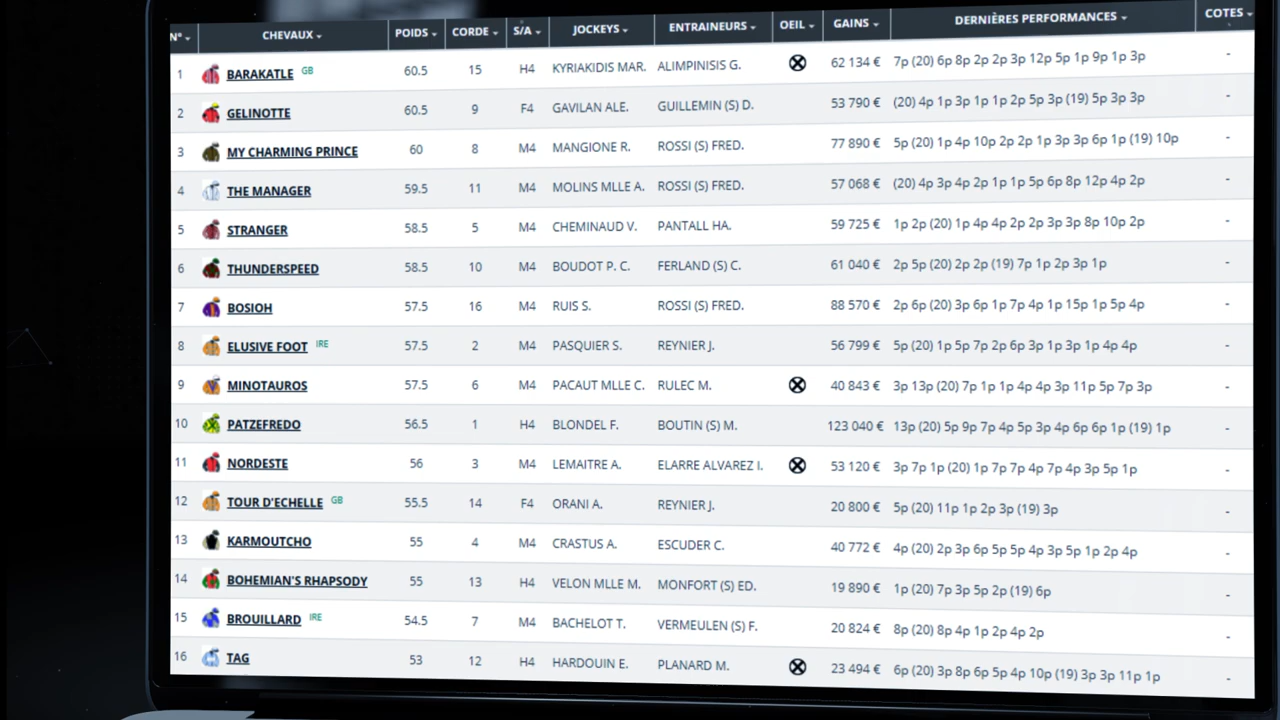 N° CHEVAUX POIDS CORDE S/A JOCKEYS ENTRAINEURS OEIL GAINS DERNIÈRES PERFORMANCES COTES
1 BARAKATLE GB 60.5 15 H4 KYRIAKIDIS MAR. ALIMPINISIS G. 62 134 € 7p (20) 6p 8p 2p 2p 3p 12p 5p 1p 9p 1p 3p -
2 GELINOTTE 60.5 9 F4 GAVILAN ALE. GUILLEMIN (S) D. 53 790 € (20) 4p 1p 3p 1p 1p 2p 5p 3p (19) 5p 3p 3p -
3 MY CHARMING PRINCE 60 8 M4 MANGIONE R. ROSSI (S) FRED. 77 890 € 5p (20) 1p 4p 10p 2p 2p 1p 3p 3p 6p 1p (19) 10p -
4 THE MANAGER 59.5 11 M4 MOLINS MLLE A. ROSSI (S) FRED. 57 068 € (20) 4p 3p 4p 2p 1p 1p 5p 6p 8p 12p 4p 2p -
5 STRANGER 58.5 5 M4 CHEMINAUD V. PANTALL HA. 59 725 € 1p 2p (20) 1p 4p 4p 2p 2p 3p 3p 8p 10p 2p -
6 THUNDERSPEED 58.5 10 M4 BOUDOT P. C. FERLAND (S) C. 61 040 € 2p 5p (20) 2p 2p (19) 7p 1p 2p 3p 1p -
7 BOSIOH 57.5 16 M4 RUIS S. ROSSI (S) FRED. 88 570 € 2p 6p (20) 3p 6p 1p 7p 4p 1p 15p 1p 5p 4p -
8 ELUSIVE FOOT IRE 57.5 2 M4 PASQUIER S. REYNIER J. 56 799 € 5p (20) 1p 5p 7p 2p 6p 3p 1p 3p 1p 4p 4p -
9 MINOTAUROS 57.5 6 M4 PACAUT MLLE C. RULEC M. 40 843 € 3p 13p (20) 7p 1p 1p 4p 4p 3p 11p 5p 7p 3p -
10 PATZEFREDO 56.5 1 H4 BLONDEL F. BOUTIN (S) M. 123 040 € 13p (20) 5p 9p 7p 4p 5p 3p 4p 6p 6p 1p (19) 1p -
11 NORDESTE 56 3 M4 LEMAITRE A. ELARRE ALVAREZ I. 53 120 € 3p 7p 1p (20) 1p 7p 7p 4p 7p 4p 3p 5p 1p -
12 TOUR D'ECHELLE GB 55.5 14 F4 ORANI A. REYNIER J. 20 800 € 5p (20) 11p 1p 2p 3p (19) 3p -
13 KARMOUTCHO 55 4 M4 CRASTUS A. ESCUDER C. 40 772 € 4p (20) 2p 3p 6p 5p 5p 4p 3p 5p 1p 2p 4p -
14 BOHEMIAN'S RHAPSODY 55 13 H4 VELON MLLE M. MONFORT (S) ED. 19 890 € 1p (20) 7p 3p 5p 2p (19) 6p -
15 BROUILLARD IRE 54.5 7 M4 BACHELOT T. VERMEULEN (S) F. 20 824 € 8p (20) 8p 4p 1p 2p 4p 2p -
16 TAG 53 12 H4 HARDOUIN E. PLANARD M. 23 494 € 6p (20) 3p 8p 6p 5p 4p 10p (19) 3p 3p 11p 1p -